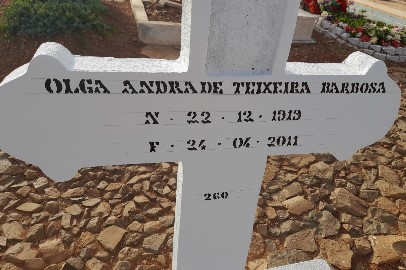 OLGA ANDRADE TEIXEIRA BARBOSA
N · 22 · 12 · 1919
F · 24 · 04 · 2011
260